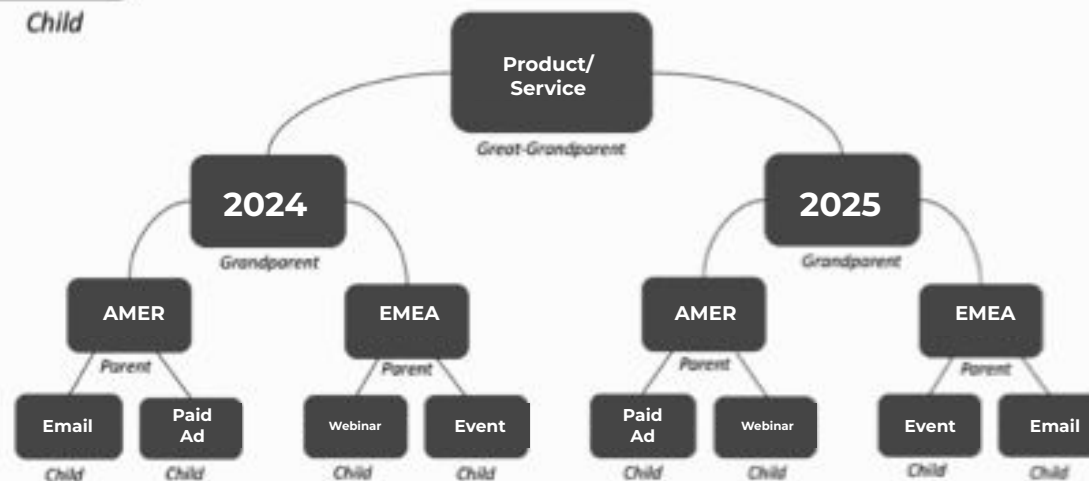 Child
Product/
Service
Great-Grandparent
2024
2025
Grandparent
Grandparent
AMER
EMEA
AMER
EMEA
Parent
Parent
Parent
Parent
Email
Paid
Ad
Webinar
Event
Paid
Ad
Webinar
Event
Email
Child
Child
Child
Child
Child
Child
Child
Child